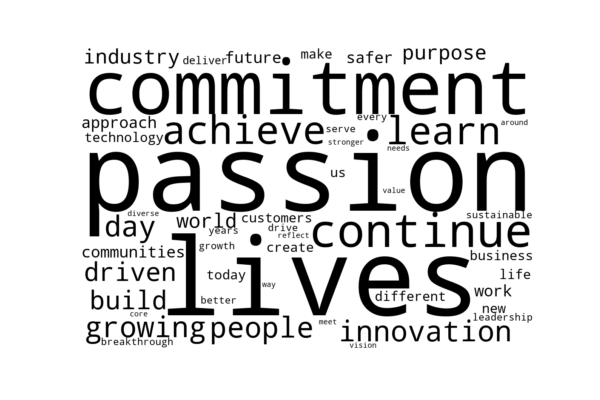 industry deliver future make safer purpose
commitment
approach achieve serve every learn around
technology stronger needs
passion
us value
diverse day world customers sustainable
years drive reflect continue
communities growth create business
driven lives today way life
build better different work
core new
growing people meet innovation leadership
breakthrough vision